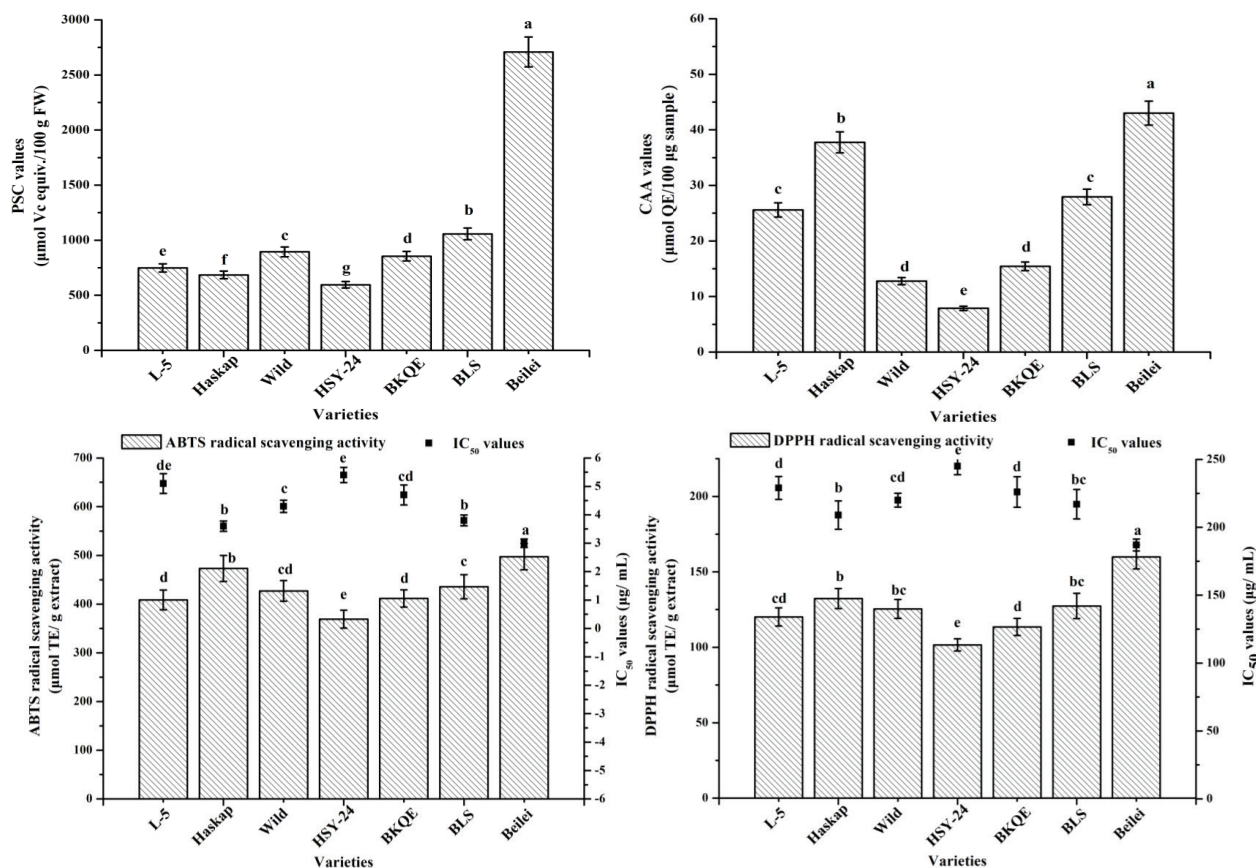 3000
2500
2000
1500
1000
500
0
PSC values
(μmol Vc equiv./100 g FW)
e
f
c
g
d
b
a
L-5
Haskap
Wild
HSY-24
BKQE
BLS
Beilei
Varieties
60
50
40
30
20
10
0
CAA values
(μmol QE/100 μg sample)
c
b
d
e
d
c
a
L-5
Haskap
Wild
HSY-24
BKQE
BLS
Beilei
Varieties
ABTS radical scavenging activity
IC50 values
700
600
500
400
300
200
100
0
ABTS radical scavenging activity
(μmol TE/ g extract)
de
b
c
e
cd
b
a
d
b
cd
e
d
c
6
5
4
3
2
1
0
-1
-2
-3
-4
-5
-6
IC50 values (μg/ mL)
L-5
Haskap
Wild
HSY-24
BKQE
BLS
Beilei
Varieties
DPPH radical scavenging activity
IC50 values
200
150
100
50
0
DPPH radical scavenging activity
(μmol TE/ g extract)
d
b
cd
e
d
bc
a
cd
b
bc
e
d
bc
250
200
150
100
50
0
IC50 values (μg/ mL)
L-5
Haskap
Wild
HSY-24
BKQE
BLS
Beilei
Varieties